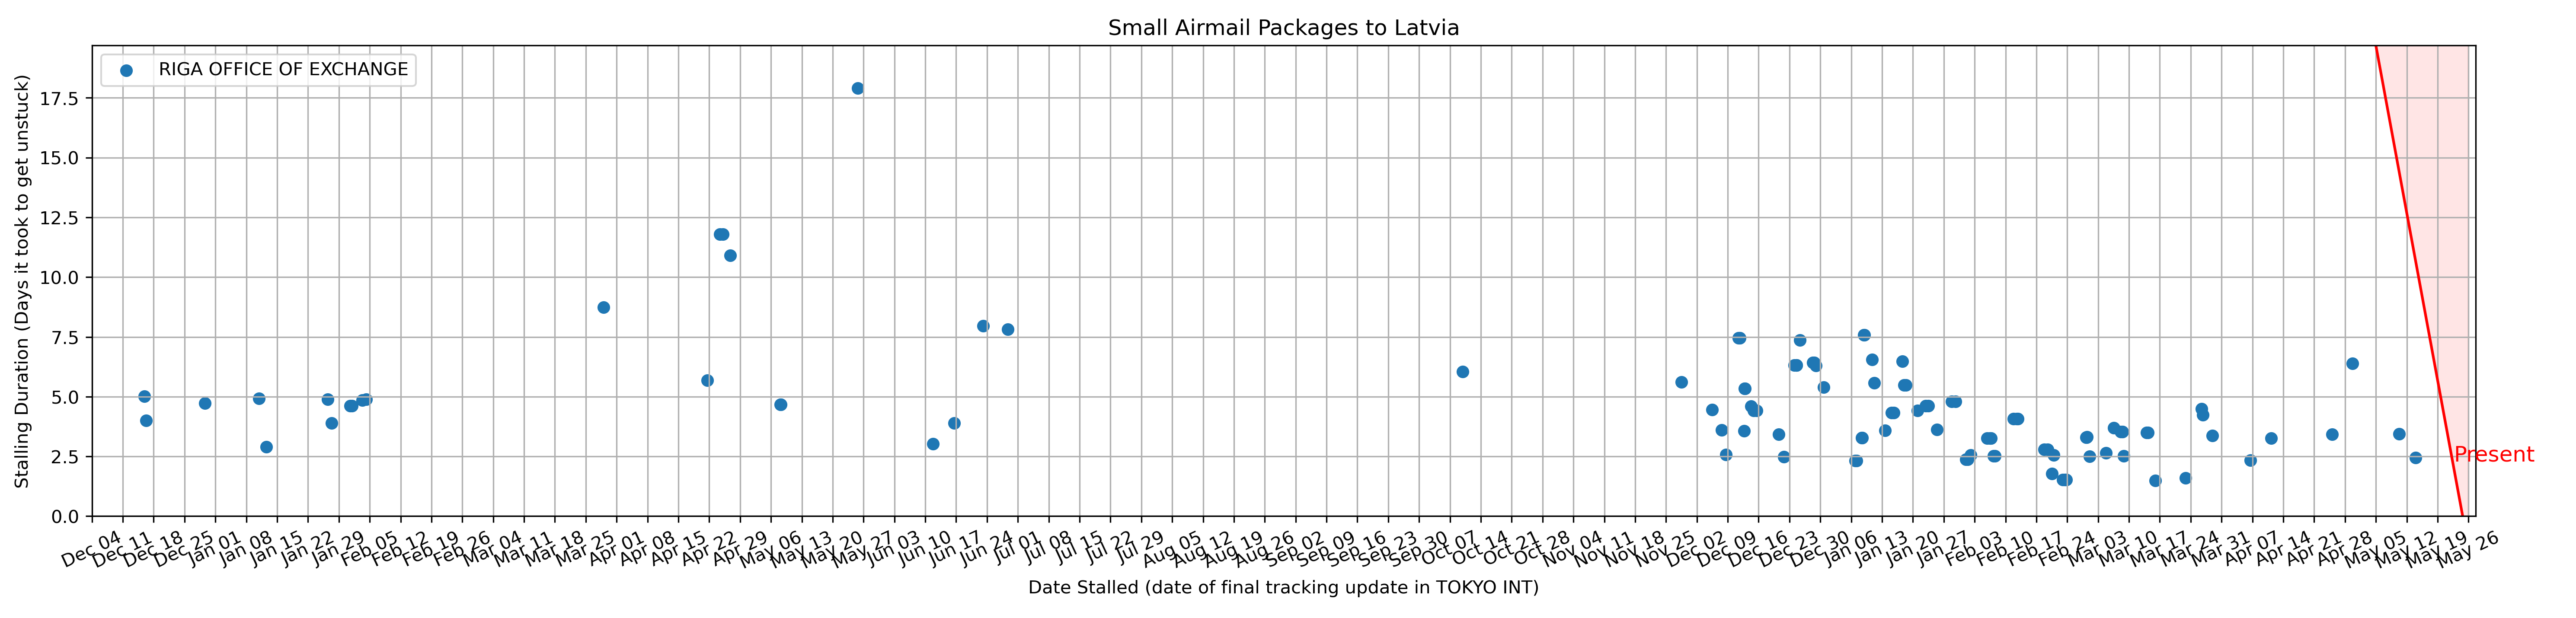 Small Airmail Packages to Latvia
RIGA OFFICE OF EXCHANGE
Stalling Duration (Days it took to get unstuck)
17.5
15.0
12.5
10.0
7.5
5.0
2.5
0.0
Present
Dec 04 Dec 11 Dec 18 Dec 25 Jan 01 Jan 08 Jan 15 Jan 22 Jan 29 Feb 05 Feb 12 Feb 19 Feb 26 Mar 04 Mar 11 Mar 18 Mar 25 Apr 01 Apr 08 Apr 15 Apr 22 Apr 29 May 06 May 13 May 20 May 27 Jun 03 Jun 10 Jun 17 Jun 24 Jul 01 Jul 08 Jul 15 Jul 22 Jul 29 Aug 05 Aug 12 Aug 19 Aug 26 Sep 02 Sep 09 Sep 16 Sep 23 Sep 30 Oct 07 Oct 14 Oct 21 Oct 28 Nov 04 Nov 11 Nov 18 Nov 25 Dec 02 Dec 09 Dec 16 Dec 23 Dec 30 Jan 06 Jan 13 Jan 20 Jan 27 Feb 03 Feb 10 Feb 17 Feb 24 Mar 03 Mar 10 Mar 17 Mar 24 Mar 31 Apr 07 Apr 14 Apr 21 Apr 28 May 05 May 12 May 19 May 26
Date Stalled (date of final tracking update in TOKYO INT)